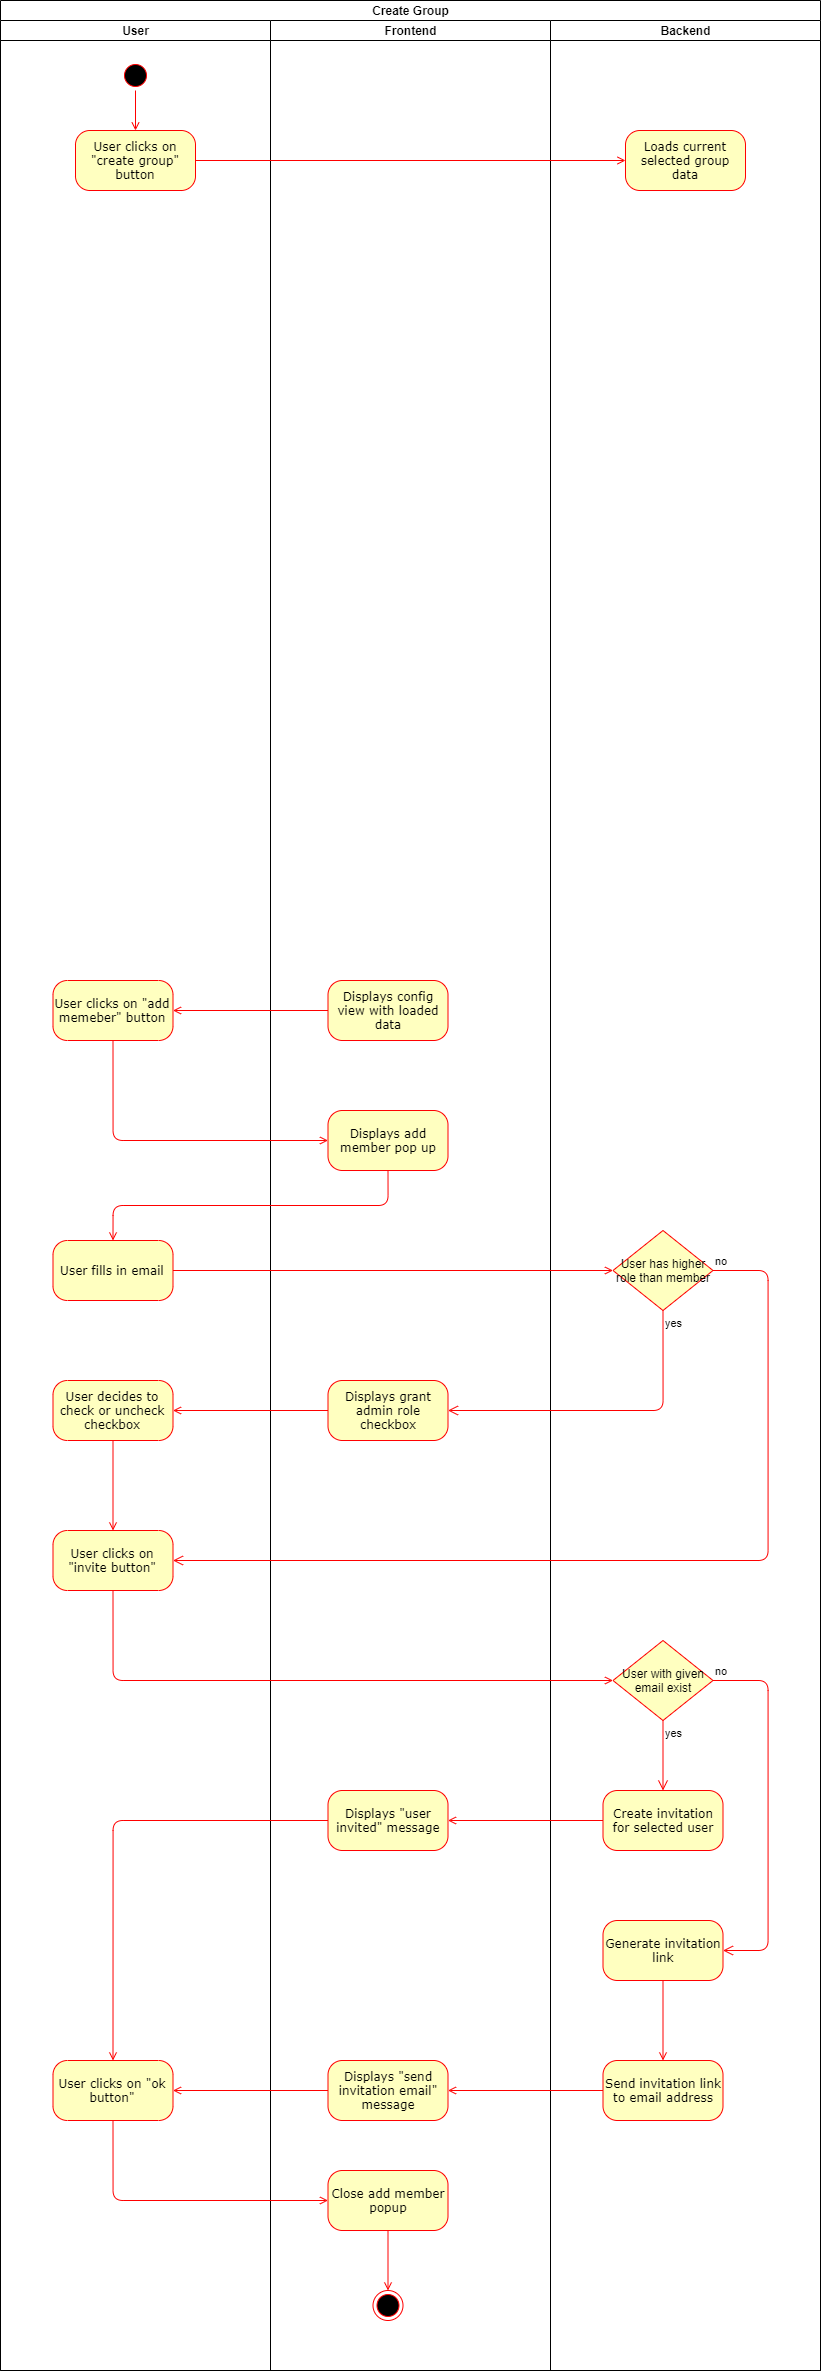 Create Group
User
Frontend
Backend
User clicks on
"create group"
button
Loads current
selected group
data
User clicks on "add
memeber" button
Displays config
view with loaded
data
Displays add
member pop up
User fills in email
User has higher
role than member
no
yes
User decides to
check or uncheck
checkbox
Displays grant
admin role
checkbox
User clicks on
"invite button"
User with given
email exist
no
yes
Displays "user
invited" message
Create invitation
for selected user
Generate invitation
link
User clicks on "ok
button"
Displays "send
invitation email"
message
Send invitation link
to email address
Close add member
popup